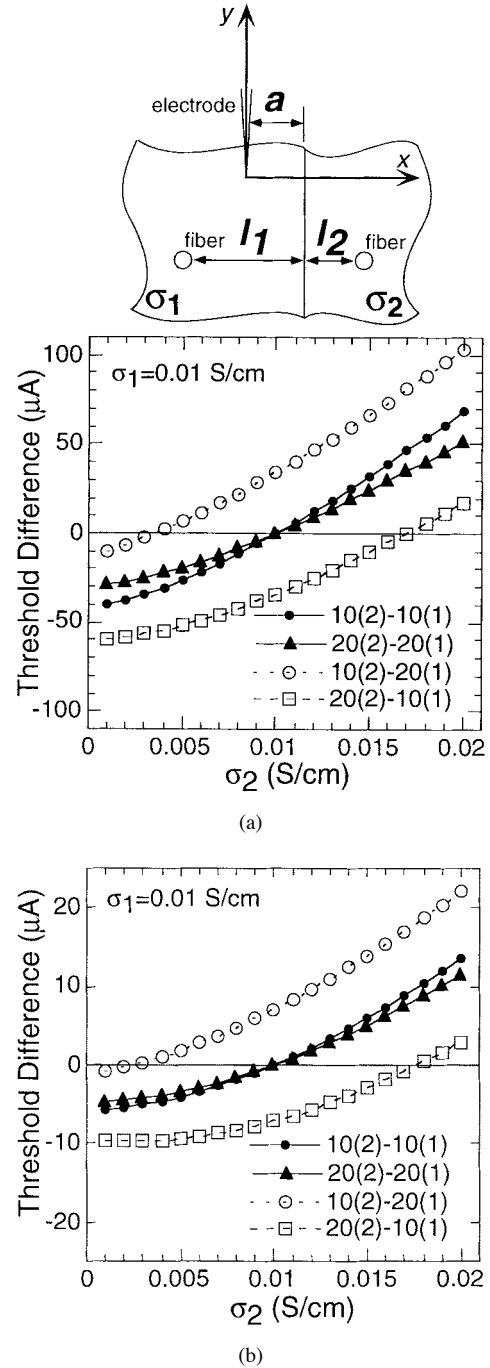 y
electrode
a
x
fiber
l1
l2
fiber
σ1
σ2
σ1=0.01 S/cm
Threshold Difference (μA)
100
50
0
-50
-100
10(2)-10(1)
20(2)-20(1)
10(2)-20(1)
20(2)-10(1)
0 0.005 0.01 0.015 0.02
σ2 (S/cm)
(a)
σ1=0.01 S/cm
Threshold Difference (μA)
20
10
0
-10
-20
10(2)-10(1)
20(2)-20(1)
10(2)-20(1)
20(2)-10(1)
0 0.005 0.01 0.015 0.02
σ2 (S/cm)
(b)